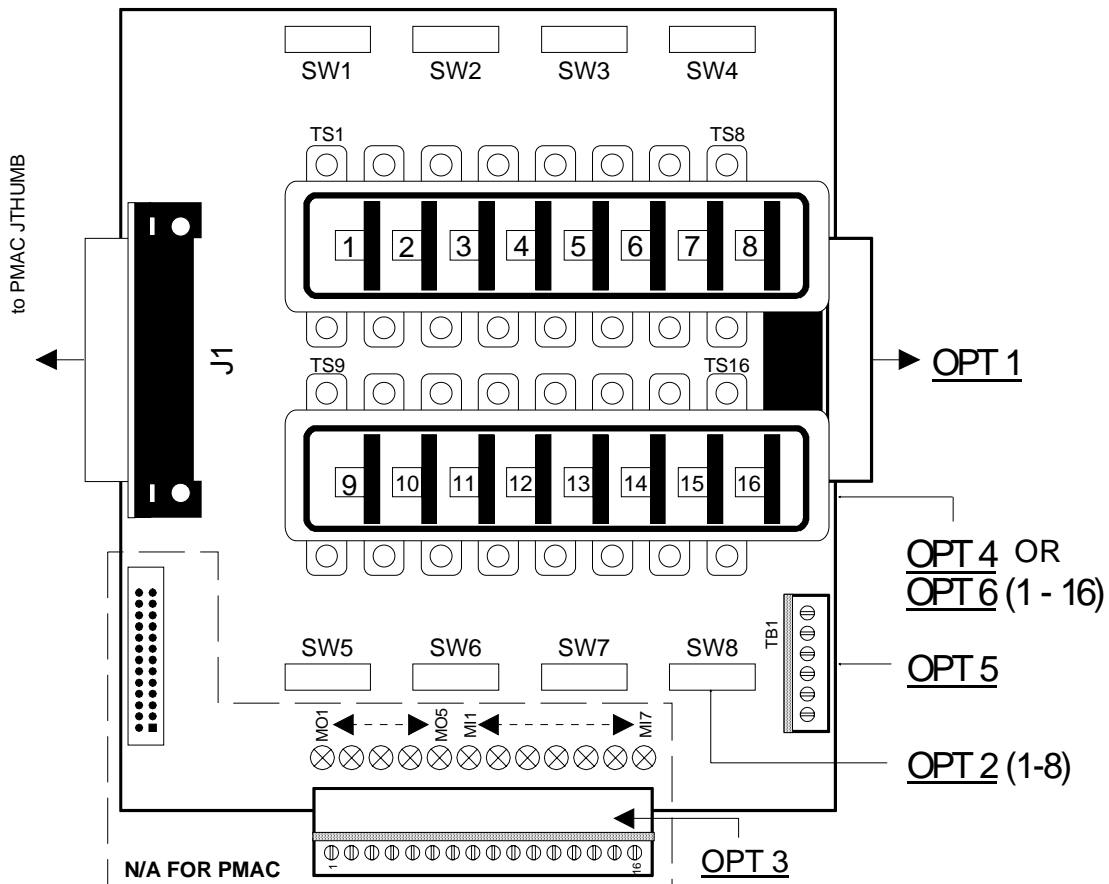 SW1 SW2 SW3 SW4
TS1 TS8
to PMAC JTHUMB
1 2 3 4 5 6 7 8
J1
OPT 1
TS9 TS16
9 10 11 12 13 14 15 16
OPT 4 OR
OPT 6 (1 - 16)
TB1
SW5 SW6 SW7 SW8
OPT 5
MO1 MO5 MI1 MI7
OPT 2 (1-8)
1 16
OPT 3
N/A FOR PMAC